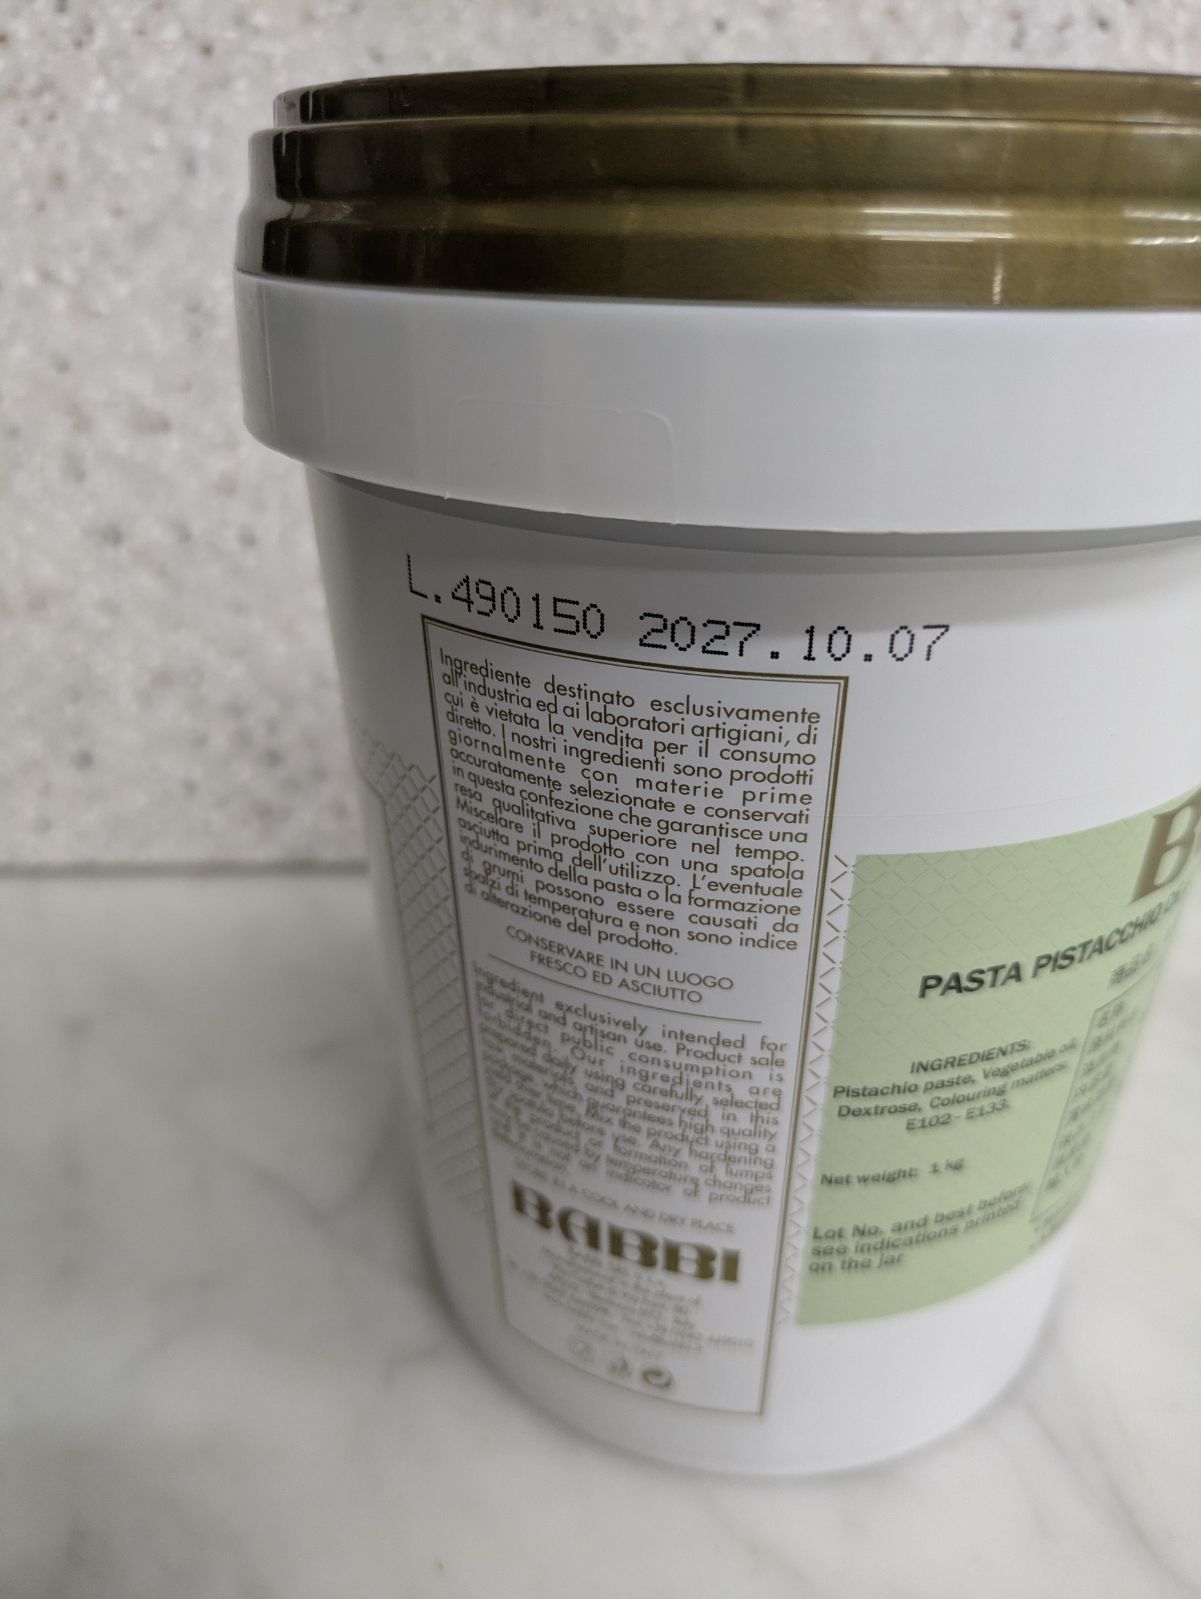 L.490150 2027.10.07
Ingrediente destinato esclusivamente
all'industria ed ai laboratori artigiani, di
cui è vietata la vendita per il consumo
diretto. I nostri ingredienti sono prodotti
giornalmente con materie prime
accuratamente selezionate e conservati
in questa confezione che garantisce una
resa qualitativa superiore nel tempo.
Miscelare il prodotto con una spatola
asciutta prima dell'utilizzo. L'eventuale
indurimento della pasta o la formazione
di grumi possono essere causati da
sbalzi di temperatura e non sono indice
di alterazione del prodotto.
CONSERVARE IN UN LUOGO
FRESCO ED ASCIUTTO
Ingredient exclusively intended for
industrial and artisan use. Product sale
for direct public consumption is
forbidden. Our ingredients are
prepared daily using carefully selected
raw materials and preserved in this
package which guarantees high quality
over time. Mix the product using a
dry spatula before use. Any hardening
of the product or formation of lumps
may be caused by temperature changes
and it is not an indicator of product
IN A COOL AND DRY PLACE
BABBI
PASTA PISTACCHIO
INGREDIENTS:
Pistachio paste, Vegetable oil,
Dextrose, Colouring matters:
E102 - E133.
Net weight: 1 kg
Lot No. and best before:
see indications printed
on the jar